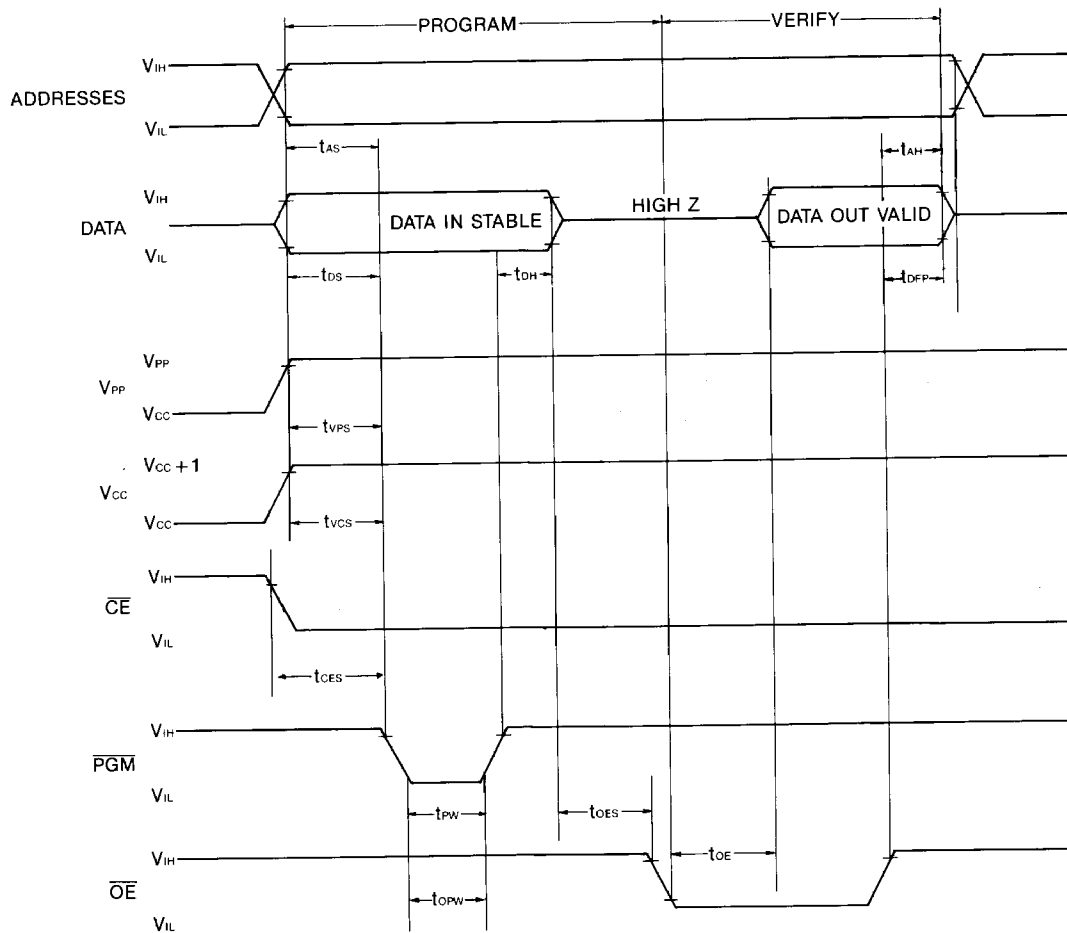 PROGRAM VERIFY
VIH
ADDRESSES
VIL
tAS tAH
VIH
DATA DATA IN STABLE HIGH Z DATA OUT VALID
VIL
tDS tDH tDFP
VPP
VPP
VCC
tVPS
VCC + 1
VCC
VCC
tVCS
VIH
CE
VIL
tCES
VIH
PGM
VIL
tPW tOES
VIH
tOE
OE
tOPW
VIL